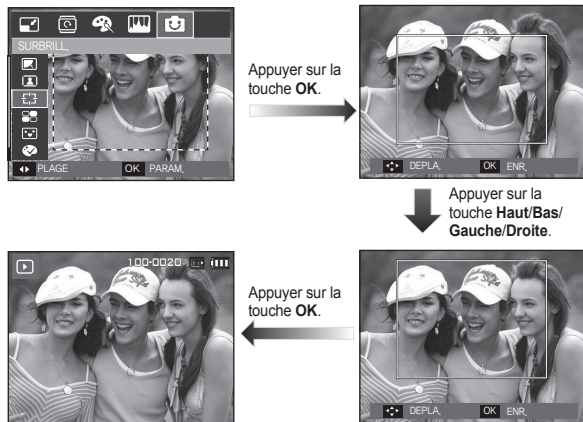 SURBRILL.
PLAGE OK PARAM.
Appuyer sur la
touche OK.
DEPLA. OK ENR.
Appuyer sur la
touche Haut/Bas/
Gauche/Droite.
DEPLA. OK ENR.
Appuyer sur la
touche OK.
100-0020